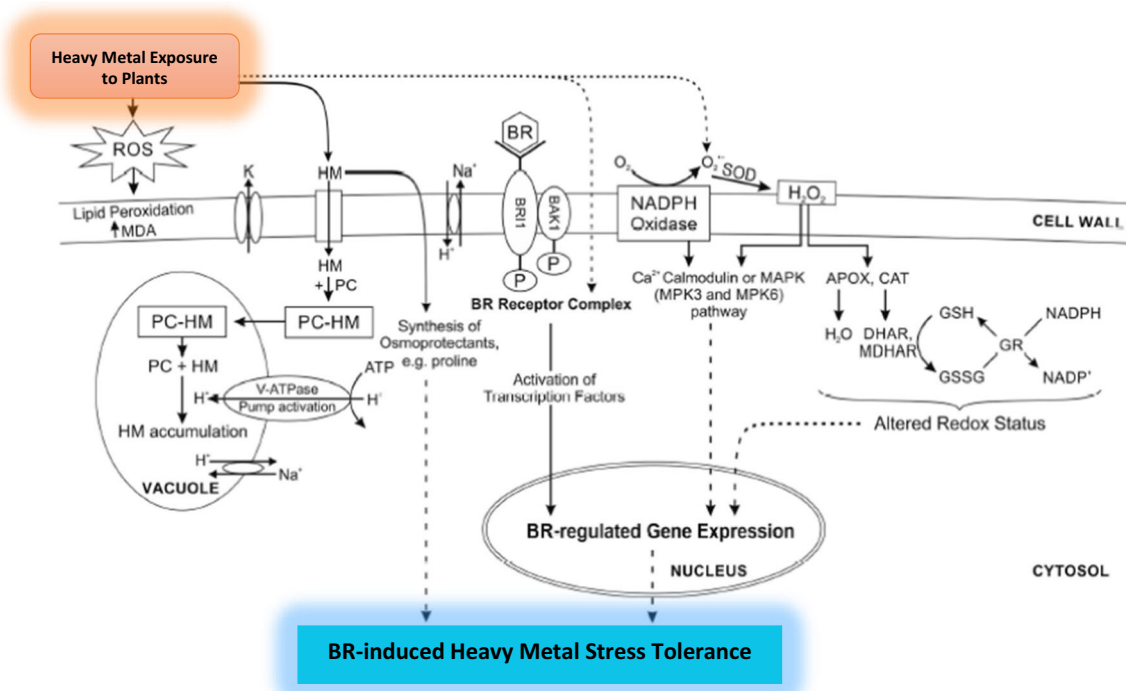 Heavy Metal Exposure
to Plants
ROS
Lipid Peroxidation
MDA
K
HM
Na⁺
H⁺
BR
BRI1
BAK1
P
P
BR Receptor Complex
O₂
O₂•⁻
SOD
H₂O₂
NADPH
Oxidase
CELL WALL
HM
+ PC
PC-HM
PC-HM
PC + HM
HM accumulation
H⁺
V-ATPase
Pump activation
ATP
H⁺
H⁺
Na⁺
VACUOLE
Synthesis of
Osmoprotectants,
e.g. proline
Activation of
Transcription Factors
Ca²⁺ Calmodulin or MAPK
(MPK3 and MPK6)
pathway
APOX, CAT
H₂O
DHAR,
MDHAR
GSH
GSSG
GR
NADPH
NADP⁺
Altered Redox Status
BR-regulated Gene Expression
NUCLEUS
CYTOSOL
BR-induced Heavy Metal Stress Tolerance